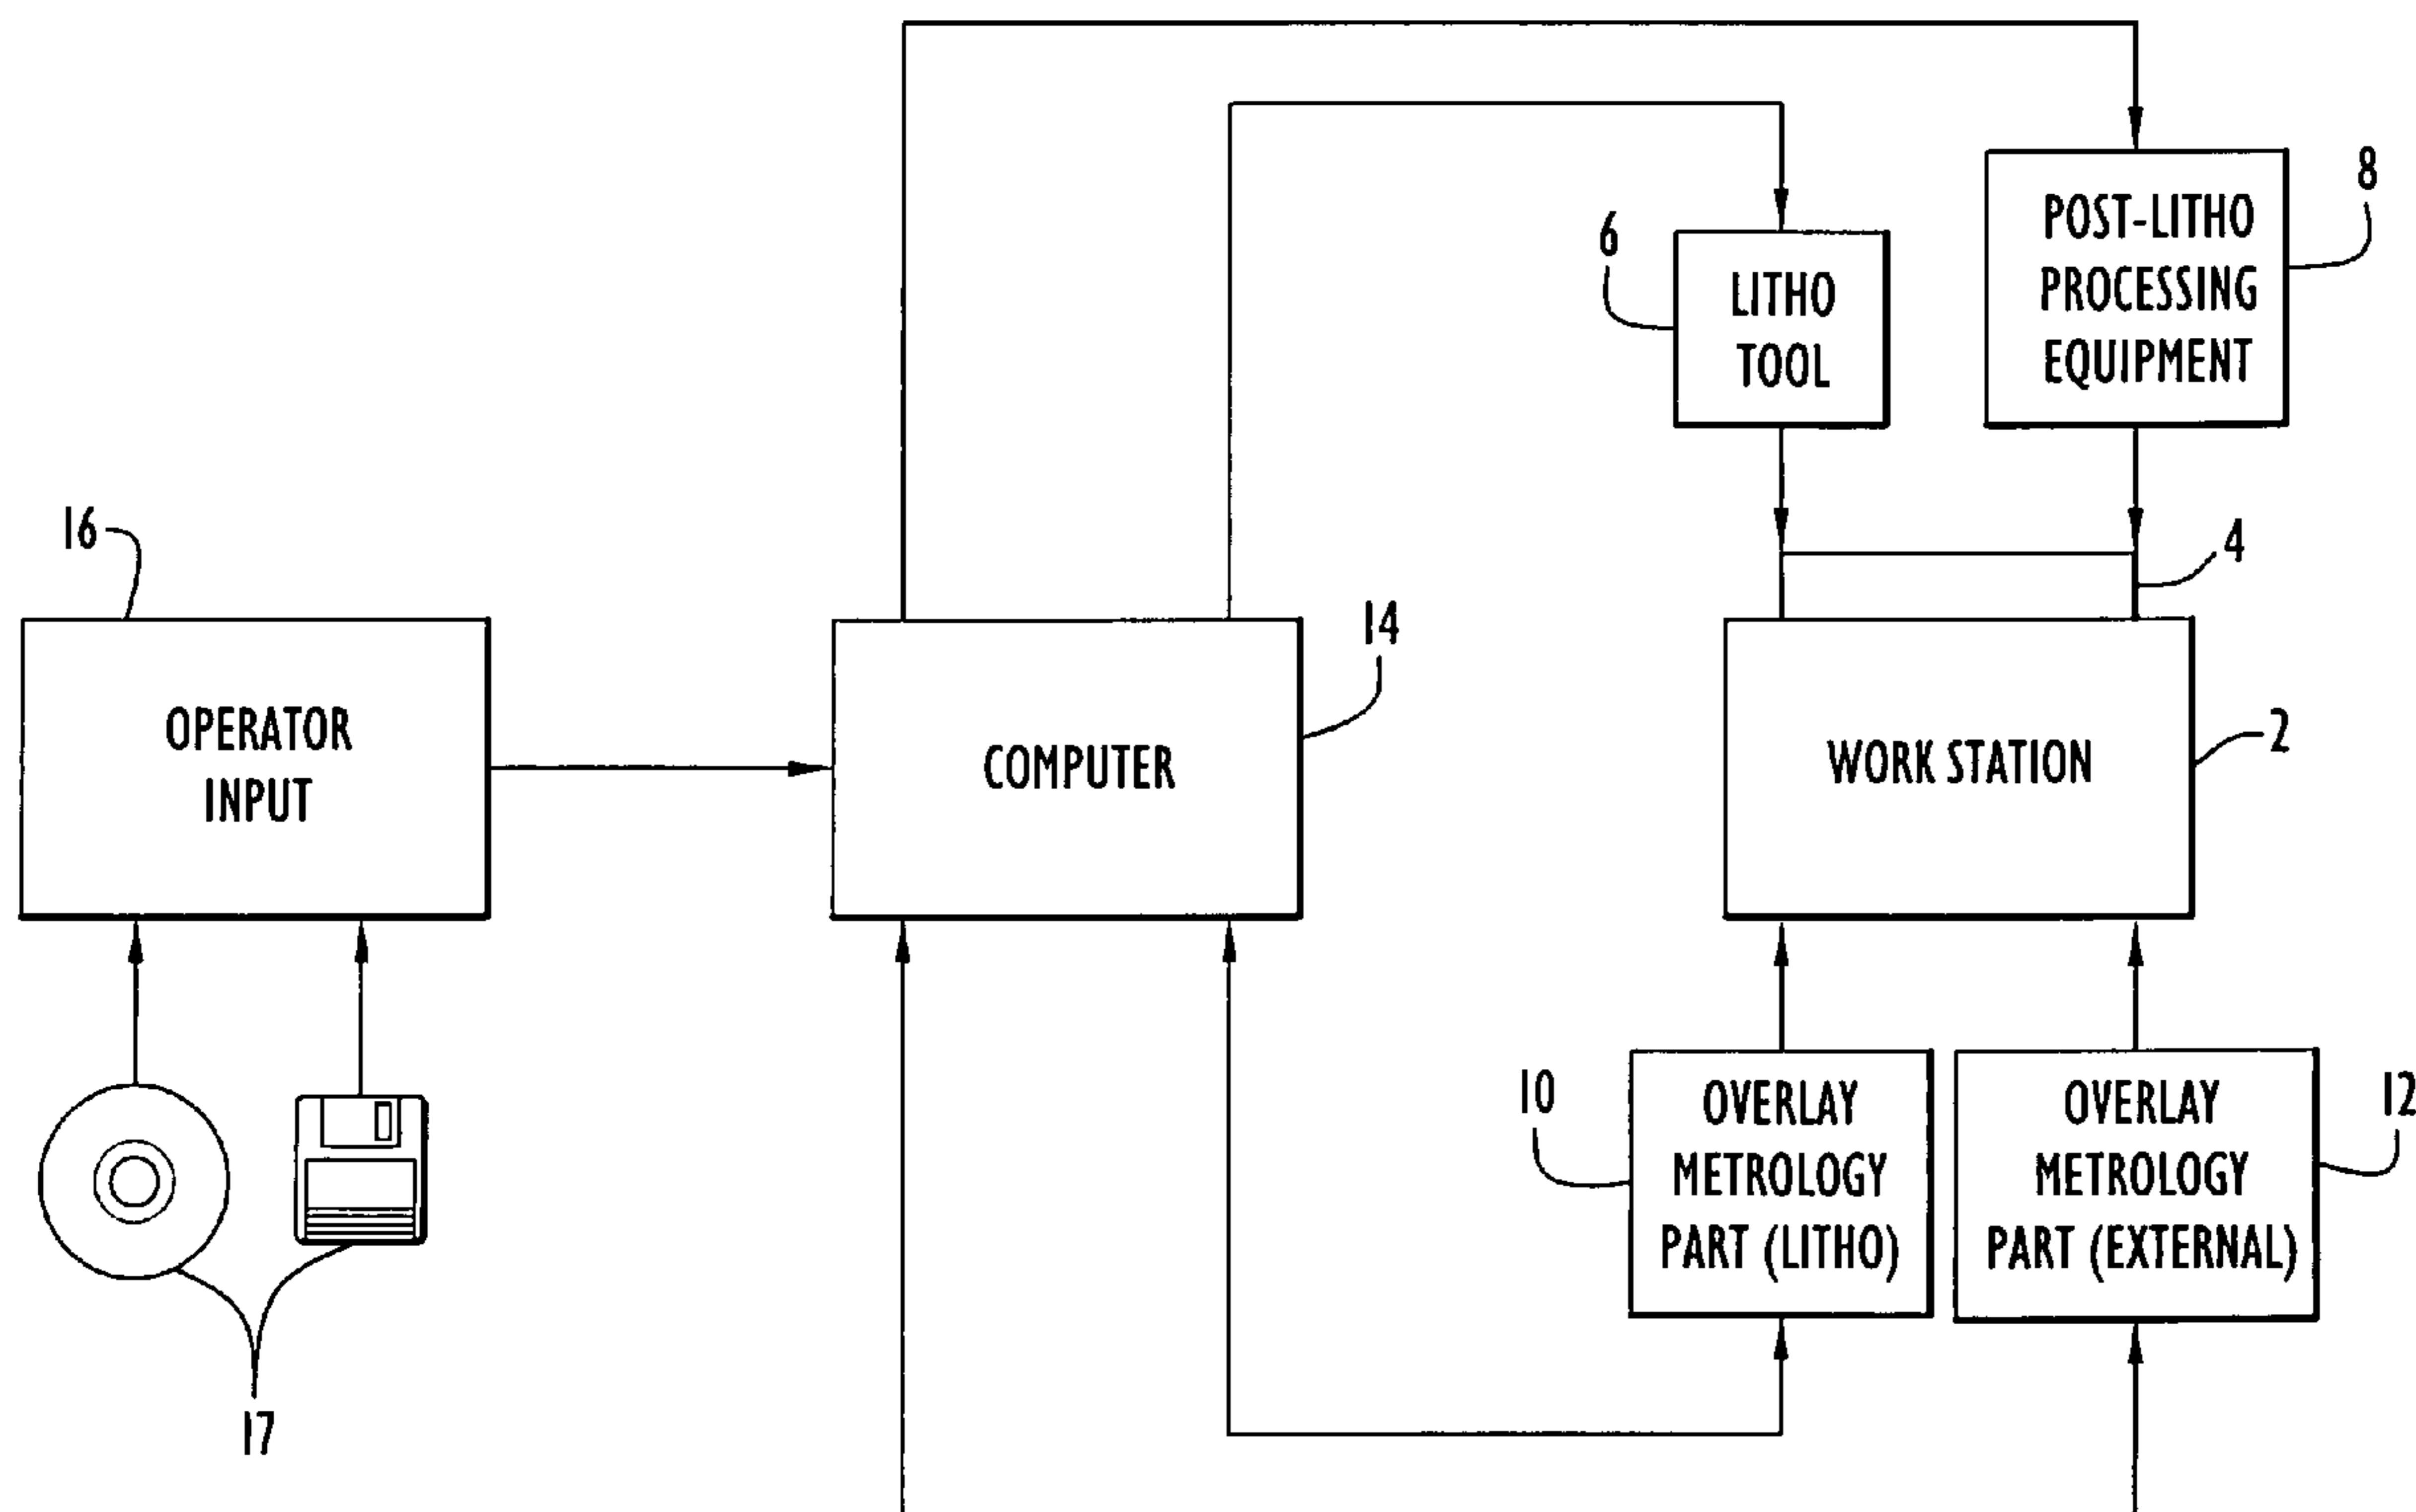 8
POST-LITHO
PROCESSING
EQUIPMENT
6
LITHO
TOOL
16
4
14
OPERATOR
INPUT
COMPUTER
WORK STATION
2
10
OVERLAY
METROLOGY
PART (LITHO)
OVERLAY
METROLOGY
PART (EXTERNAL)
12
17